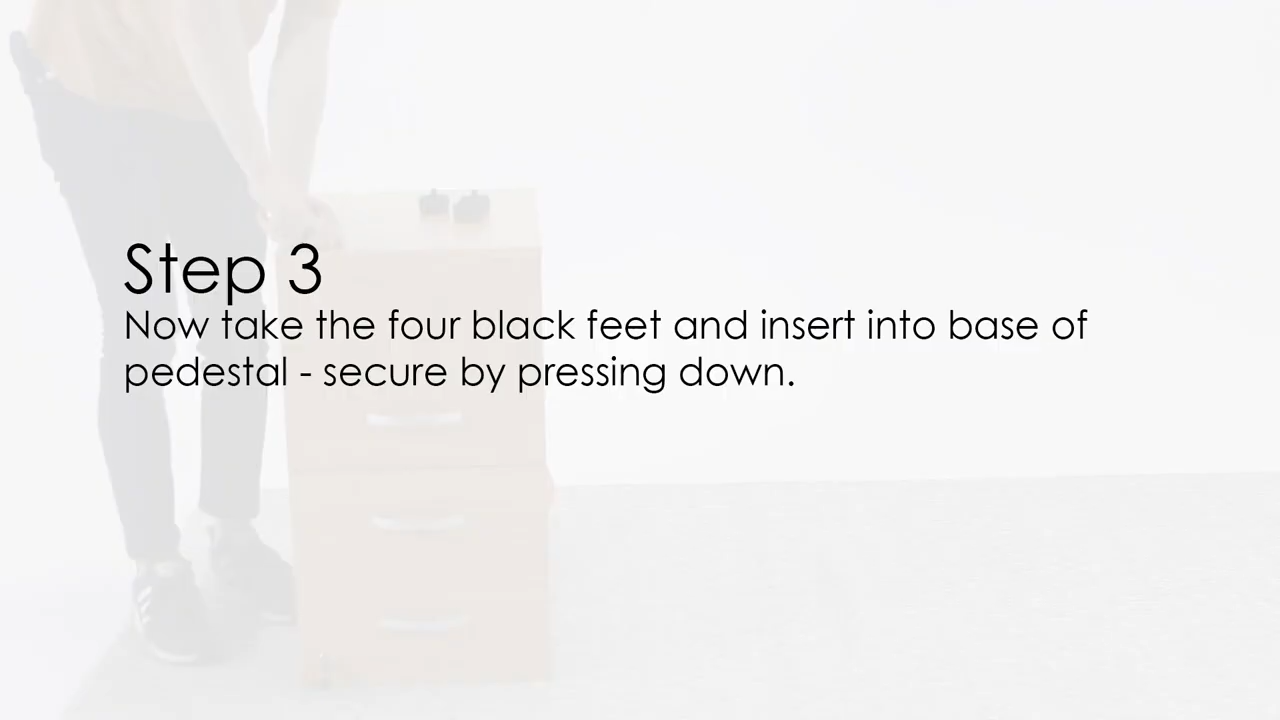 Step 3
Now take the four black feet and insert into base of
pedestal - secure by pressing down.